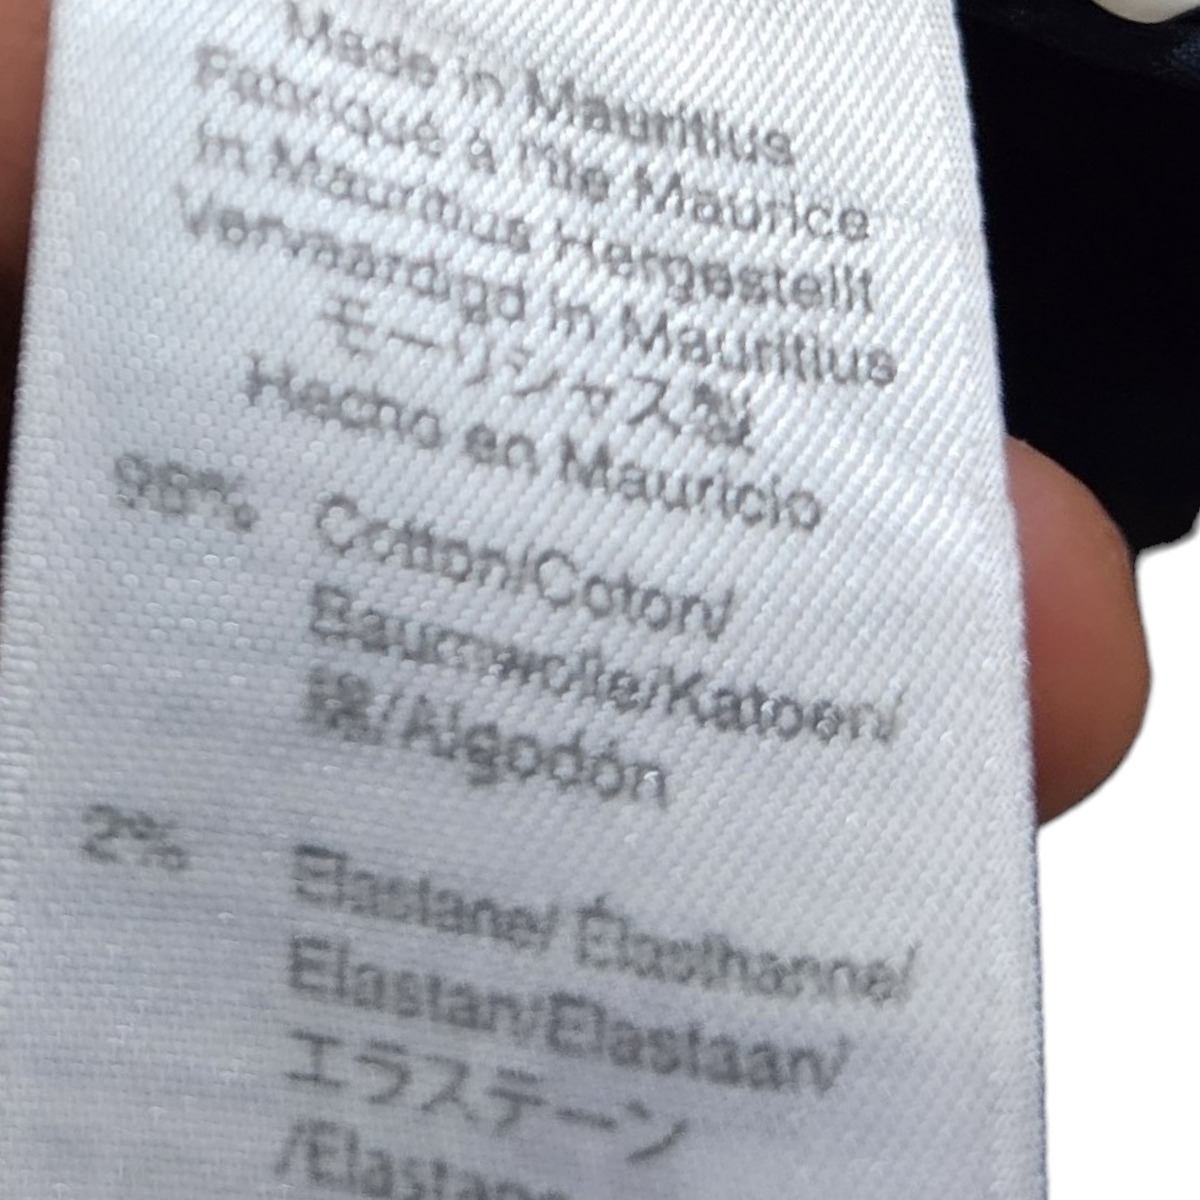 Made in Mauritius
Fabriqué à l'île Maurice
In Mauritius Hergestellt
Vervaardigd in Mauritius
モーリシャス製
Hecho en Mauricio
98% Cotton/Coton/
Baumwolle/Katoen/
綿/Algodón
2% Elastane/ Élasthanne/
Elastan/Elastaan/
エラステーン
/Elastano